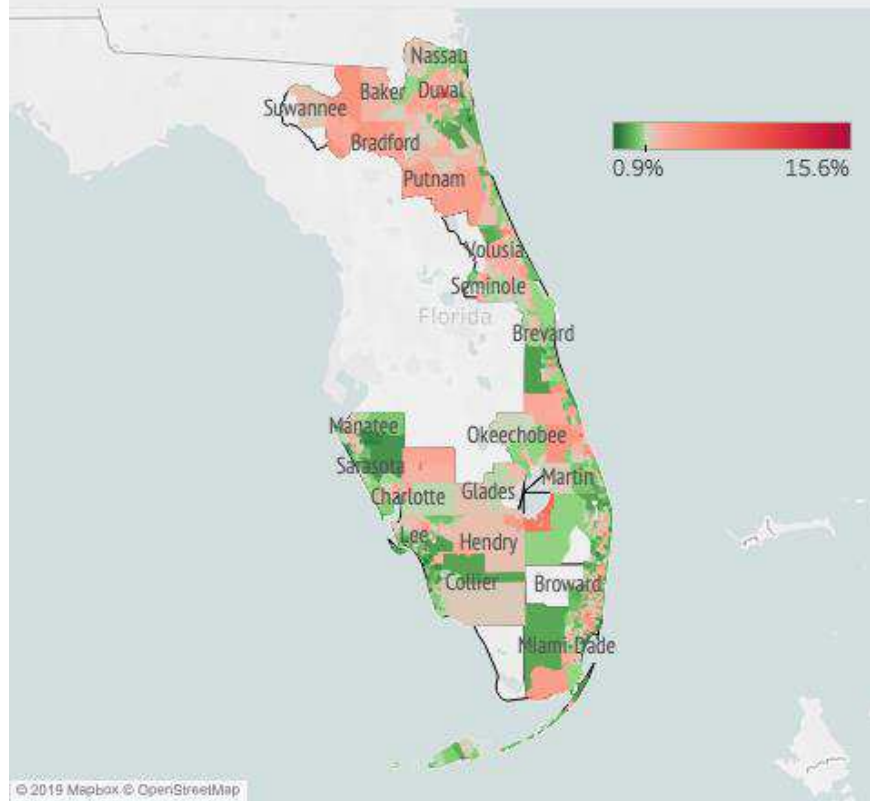 Nassau
Baker
Duval
Suwannee
Bradford
Putnam
0.9%
15.6%
Volusia
Seminole
Florida
Brevard
Manatee
Okeechobee
Sarasota
Martin
Charlotte
Glades
Lee
Hendry
Collier
Broward
Miami-Dade
© 2019 Mapbox © OpenStreetMap